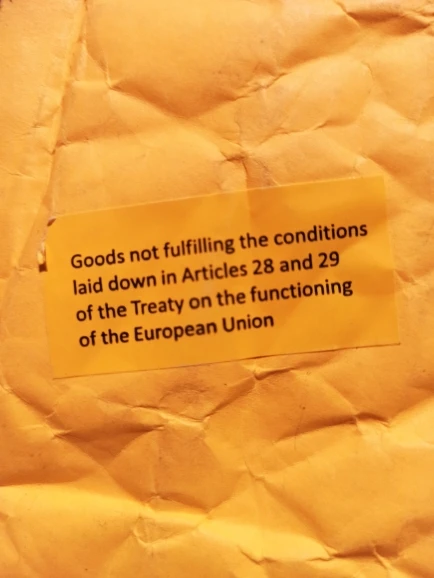 Goods not fulfilling the conditions
laid down in Articles 28 and 29
of the Treaty on the functioning
of the European Union